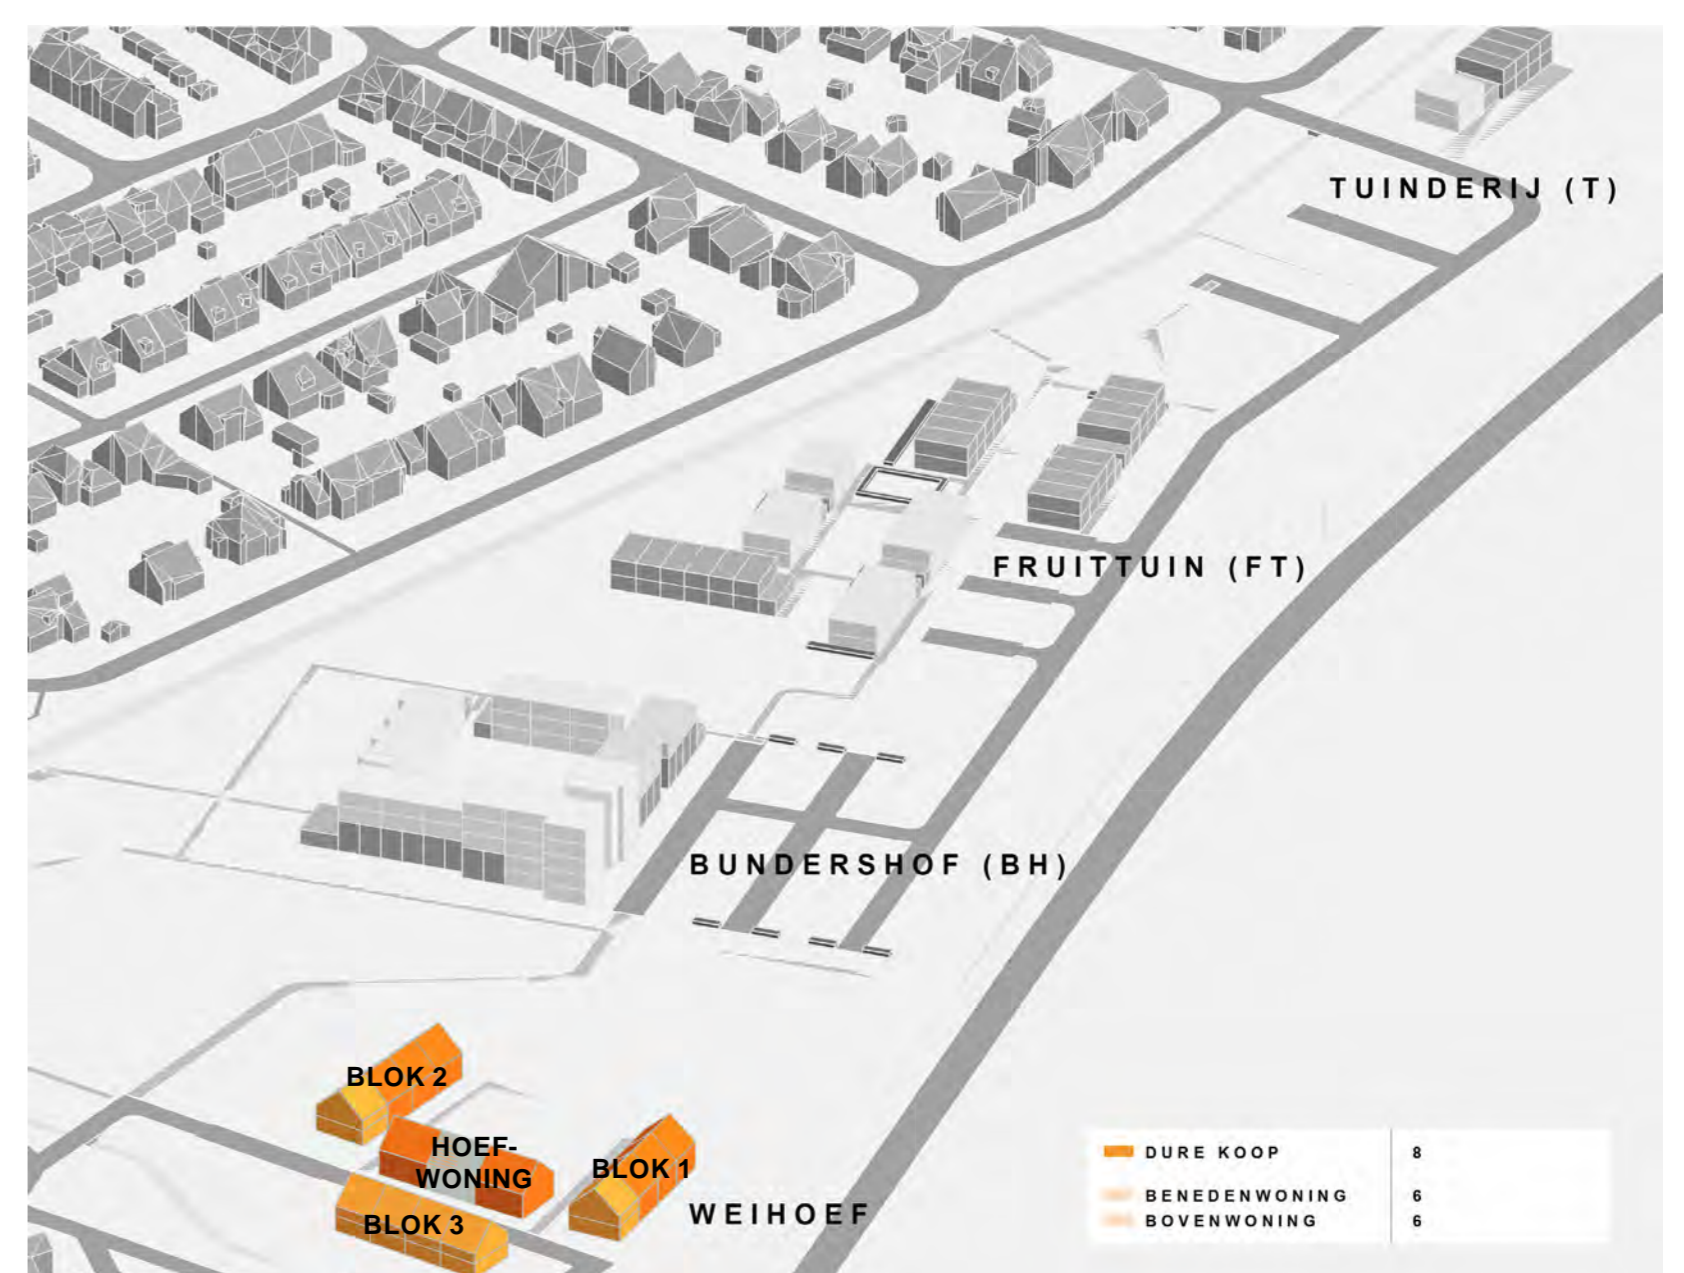 TUINDERIJ (T)
FRUITTUIN (FT)
BUNDERSHOF (BH)
BLOK 2
HOEF-
WONING
BLOK 1
BLOK 3
WEIHOEF
DURE KOOP 8
BENEDENWONING 6
BOVENWONING 6